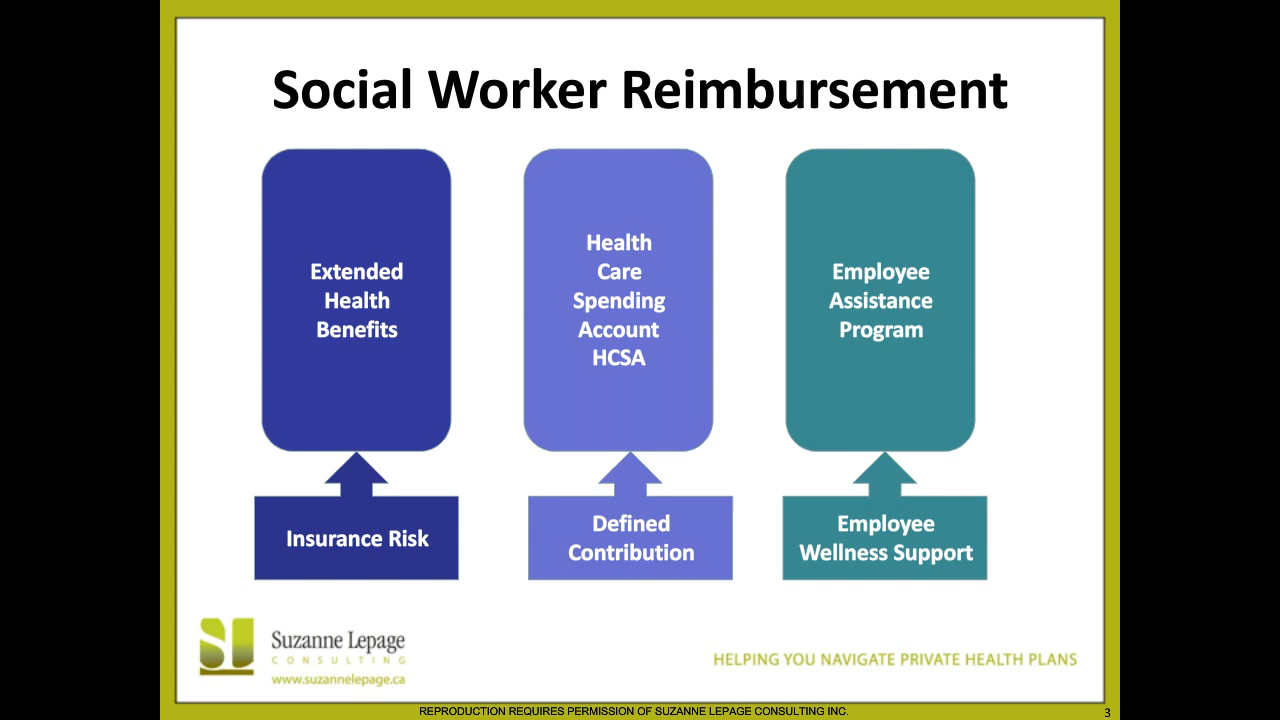 Social Worker Reimbursement
Extended
Health
Benefits
Health
Care
Spending
Account
HCSA
Employee
Assistance
Program
Insurance Risk
Defined
Contribution
Employee
Wellness Support
SL
Suzanne Lepage
CONSULTING
www.suzannelepage.ca
HELPING YOU NAVIGATE PRIVATE HEALTH PLANS
REPRODUCTION REQUIRES PERMISSION OF SUZANNE LEPAGE CONSULTING INC.
3